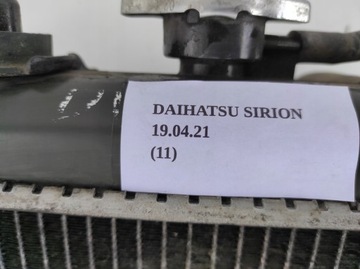 DAIHATSU SIRION
19.04.21
(11)